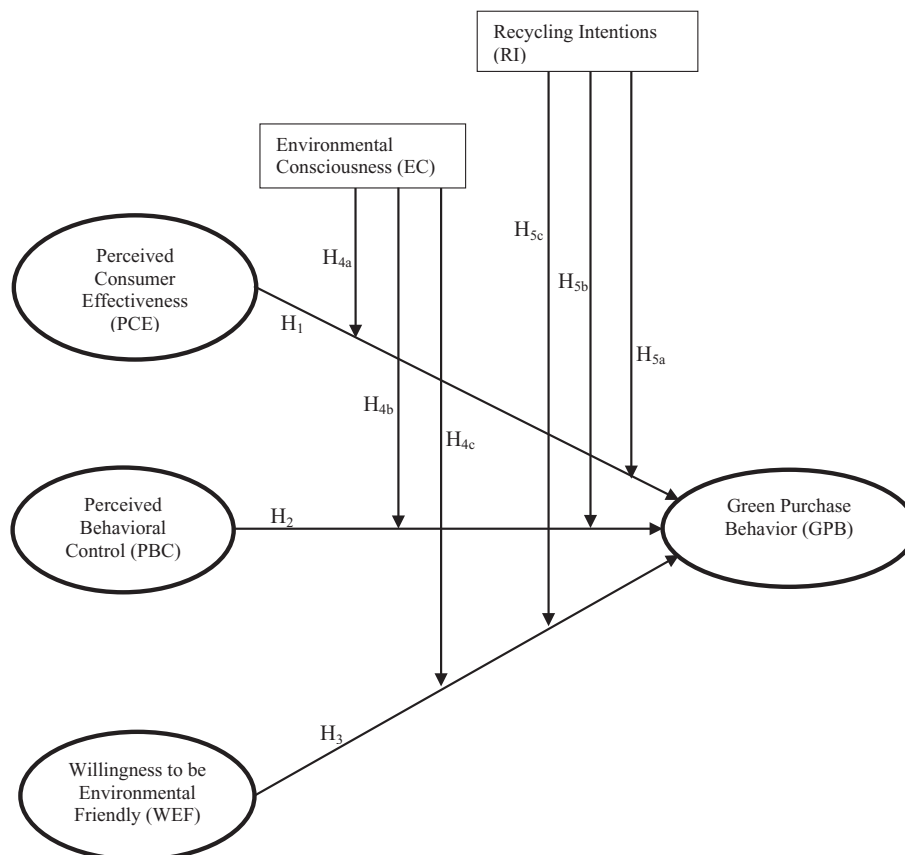 Recycling Intentions
(RI)
Environmental
Consciousness (EC)
H5c
H4a
Perceived
Consumer
Effectiveness
(PCE)
H5b
H1
H5a
H4b
H4c
Perceived
Behavioral
Control (PBC)
H2
Green Purchase
Behavior (GPB)
H3
Willingness to be
Environmental
Friendly (WEF)